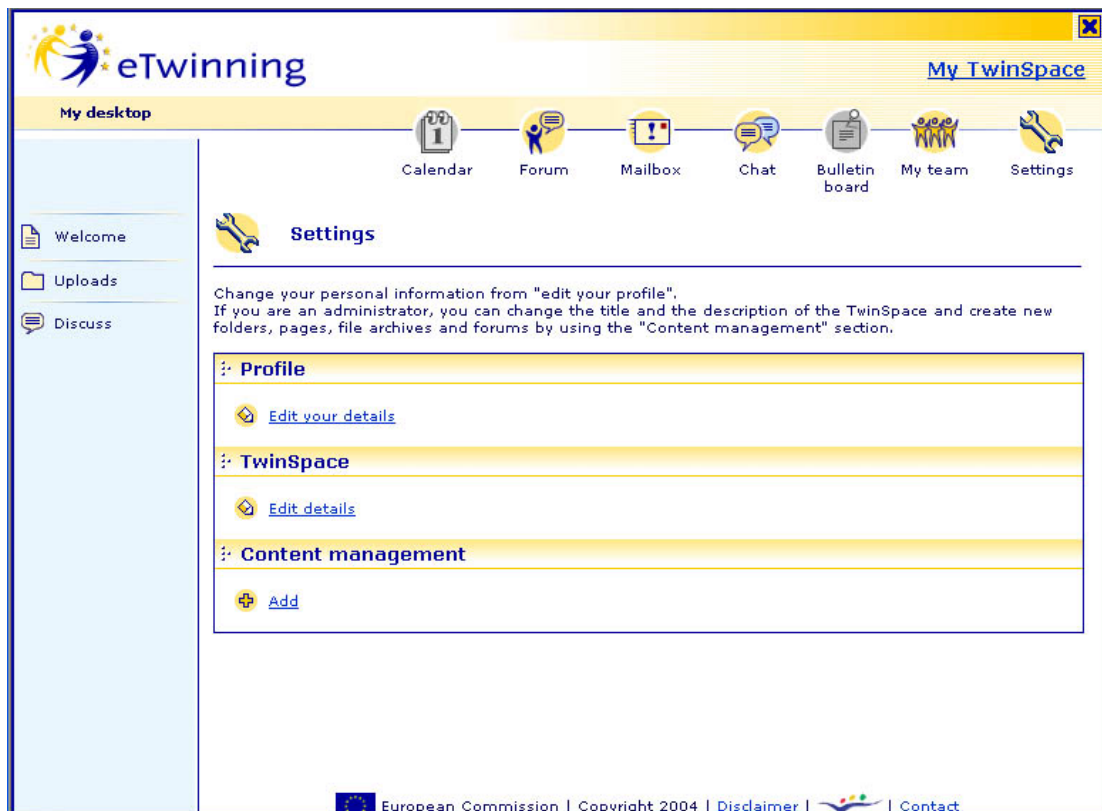 eTwinning
My TwinSpace
My desktop
1
Calendar
Forum
Mailbox
Chat
Bulletin
board
My team
Settings
Welcome
Uploads
Discuss
Settings
Change your personal information from "edit your profile".
If you are an administrator, you can change the title and the description of the TwinSpace and create new
folders, pages, file archives and forums by using the "Content management" section.
Profile
Edit your details
TwinSpace
Edit details
Content management
Add
European Commission | Copyright 2004 | Disclaimer | | Contact